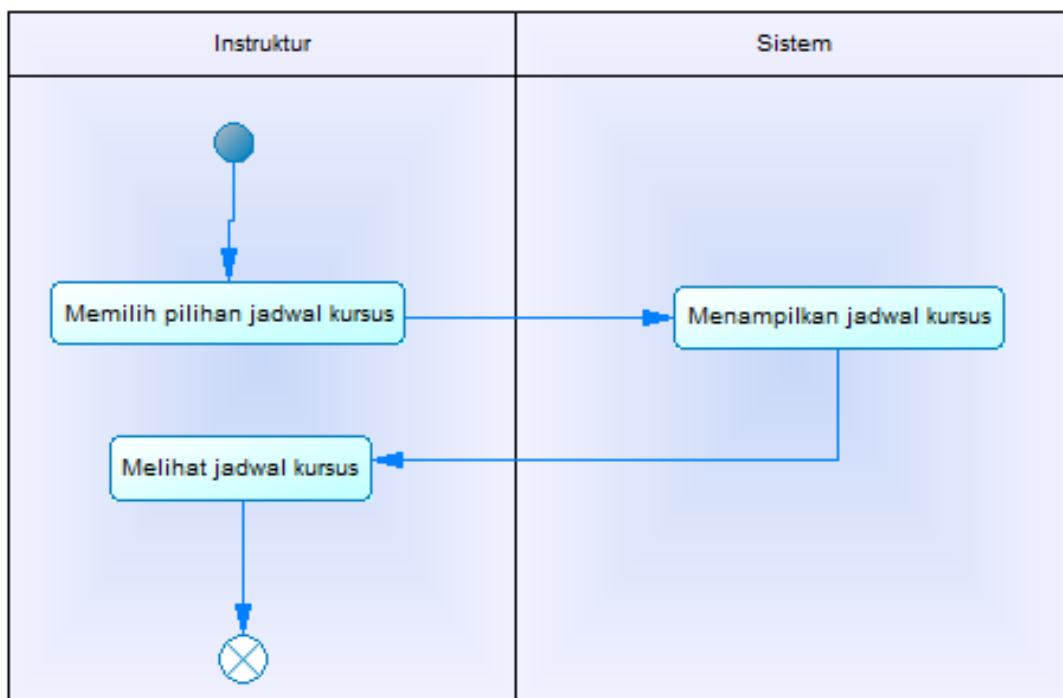 Instruktur
Sistem
Memilih pilihan jadwal kursus
Menampilkan jadwal kursus
Melihat jadwal kursus